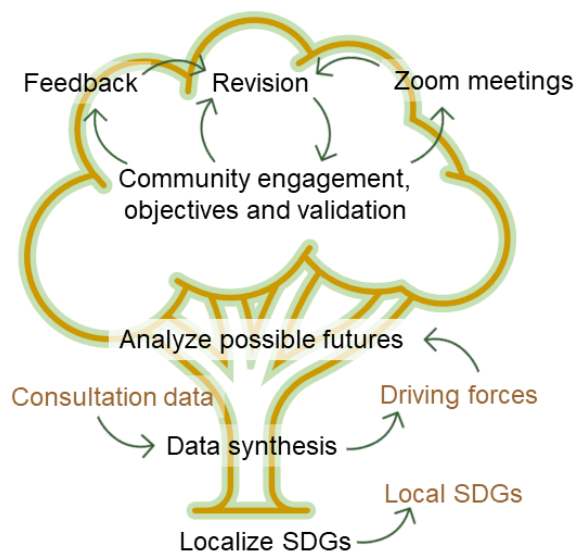 Feedback
Revision
Zoom meetings
Community engagement,
objectives and validation
Analyze possible futures
Consultation data
Driving forces
Data synthesis
Local SDGs
Localize SDGs